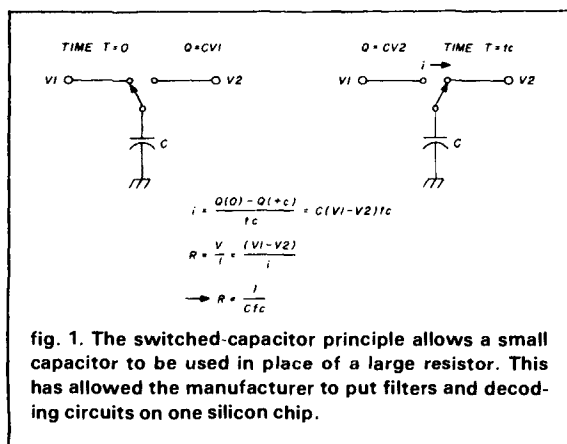 TIME T=0 Q=CV1 Q=CV2 TIME T=tc
i
V1 V2 V1 V2
C C
i = Q(0) - Q(tc) / tc = C(V1-V2)tc
R = V / i = (V1-V2) / i
→ R = 1 / Cfc
fig. 1. The switched-capacitor principle allows a small
capacitor to be used in place of a large resistor. This
has allowed the manufacturer to put filters and decod-
ing circuits on one silicon chip.